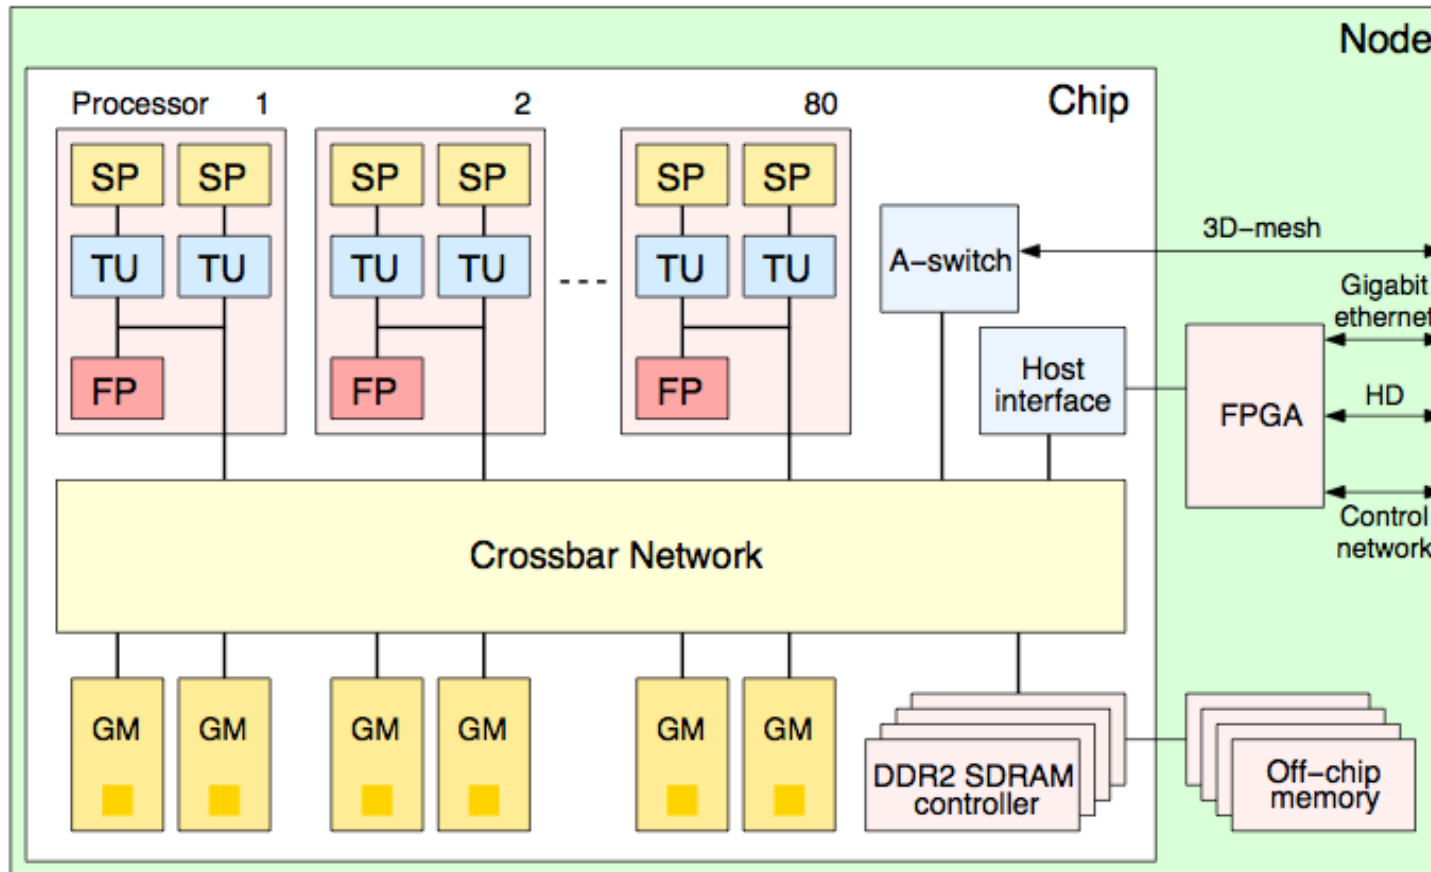 Node
Chip
Processor 1 2 80
SP SP SP SP SP SP
TU TU TU TU TU TU
FP FP FP
A-switch
3D-mesh
Gigabit
ethernet
Host
interface
FPGA
HD
Control
network
Crossbar Network
GM GM GM GM GM GM
DDR2 SDRAM
controller
Off-chip
memory